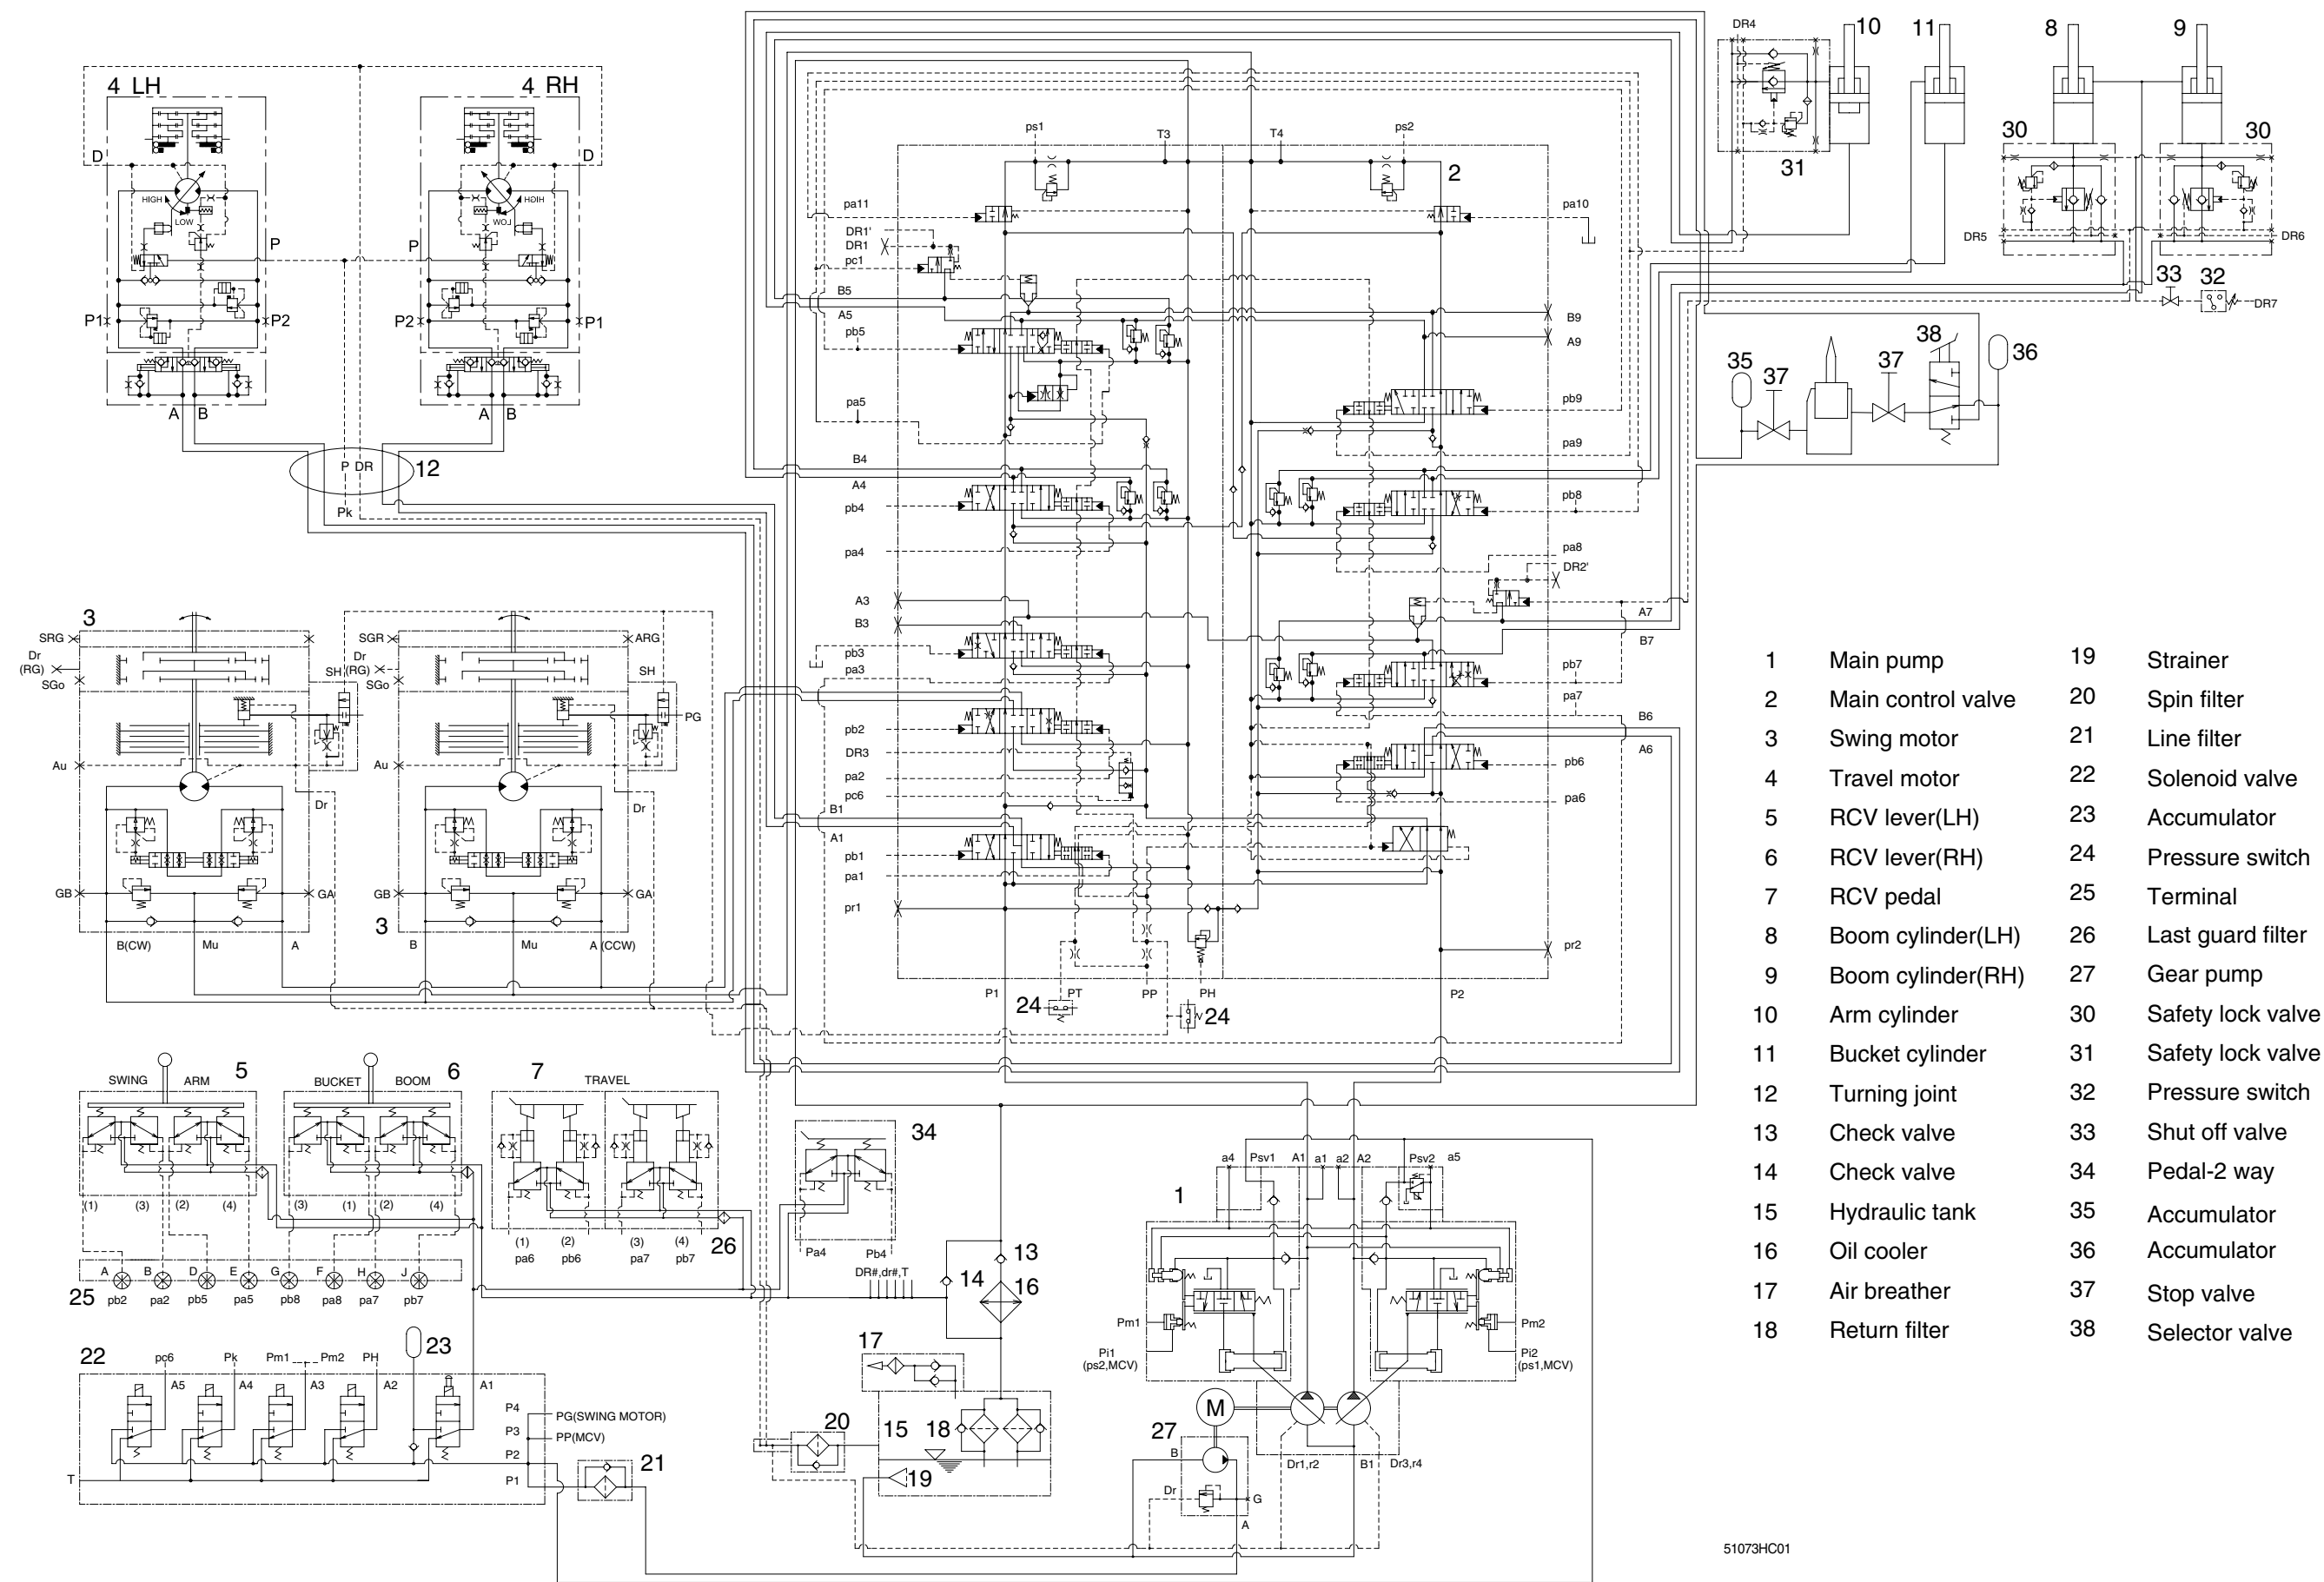 4 LH
4 RH
D
D
HIGH
LOW
HIGH
LOW
P
P
P1
P2
P2
P1
A
B
A
B
P DR
12
Pk
3
SRG
Dr
(RG)
SGo
SH
SGR
ARG
Dr
(RG)
SGo
SH
PG
Au
Au
Dr
Dr
GB
GA
GB
GA
3
B(CW)
Mu
A
B
Mu
A (CCW)
2
ps1
T3
T4
ps2
pa11
pa10
DR1'
DR1
pc1
B5
A5
pb5
pa5
B4
A4
pb4
pa4
A3
B3
pb3
pa3
pb2
DR3
pa2
pc6
B1
A1
pb1
pa1
pr1
B9
A9
pb9
pa9
pb8
pa8
DR2'
A7
B7
pb7
pa7
B6
A6
pb6
pa6
pr2
P1
PT
PP
PH
P2
24
24
DR4
10
11
8
9
31
30
30
DR5
DR6
33
32
DR7
35
37
37
38
36
SWING
ARM
5
BUCKET
BOOM
6
7
TRAVEL
(1)
(3)
(2)
(4)
(3)
(1)
(2)
(4)
(1)
(2)
(3)
(4)
26
pa6
pb6
pa7
pb7
A
B
D
E
G
F
H
J
25
pb2
pa2
pb5
pa5
pb8
pa8
pa7
pb7
34
Pa4
Pb4
DR#,dr#,T
13
14
16
22
pc6
Pk
Pm1
Pm2
PH
23
A5
A4
A3
A2
A1
P4
PG(SWING MOTOR)
P3
PP(MCV)
P2
P1
T
21
20
17
15
18
19
1
a4
Psv1
A1
a1
a2
A2
Psv2
a5
Pm1
Pm2
Pi1
(ps2,MCV)
Pi2
(ps1,MCV)
M
27
B
Dr
G
A
Dr1,r2
B1
Dr3,r4
1 Main pump
2 Main control valve
3 Swing motor
4 Travel motor
5 RCV lever(LH)
6 RCV lever(RH)
7 RCV pedal
8 Boom cylinder(LH)
9 Boom cylinder(RH)
10 Arm cylinder
11 Bucket cylinder
12 Turning joint
13 Check valve
14 Check valve
15 Hydraulic tank
16 Oil cooler
17 Air breather
18 Return filter
19 Strainer
20 Spin filter
21 Line filter
22 Solenoid valve
23 Accumulator
24 Pressure switch
25 Terminal
26 Last guard filter
27 Gear pump
30 Safety lock valve
31 Safety lock valve
32 Pressure switch
33 Shut off valve
34 Pedal-2 way
35 Accumulator
36 Accumulator
37 Stop valve
38 Selector valve
51073HC01